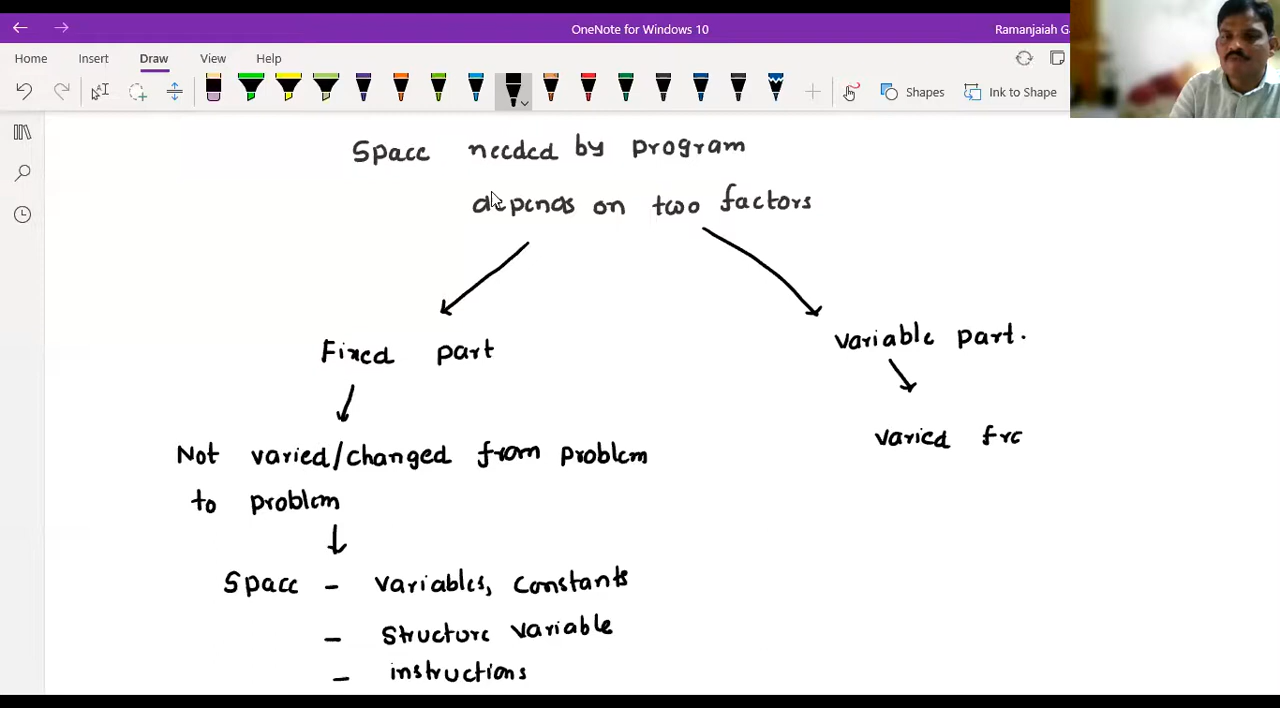 OneNote for Windows 10
Ramanjaiah G
Home Insert Draw View Help
Shapes Ink to Shape
Space needed by program
depends on two factors
Fixed part
variable part.
Not varied/changed from problem
to problem
varied fro
Space - variables, constants
- structure variable
- instructions